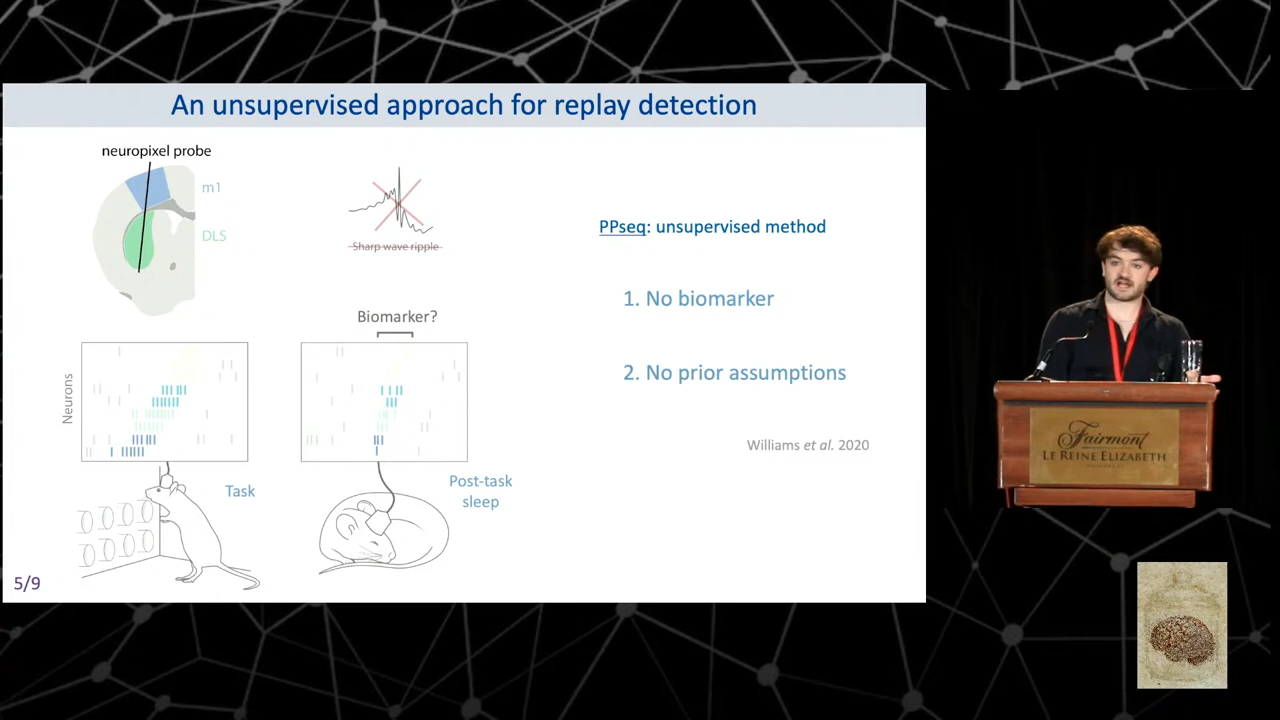 An unsupervised approach for replay detection
neuropixel probe
m1
DLS
Sharp wave ripple
Biomarker?
Neurons
Task
Post-task
sleep
PPseq: unsupervised method
1. No biomarker
2. No prior assumptions
Williams et al. 2020
5/9
Fairmont
LE REINE ELIZABETH